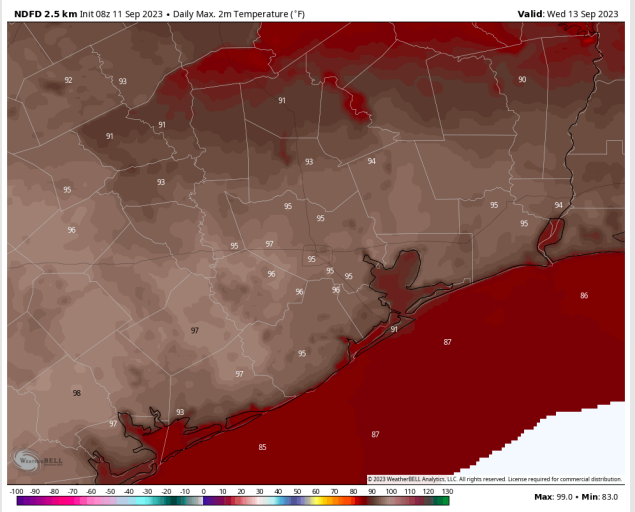 NDFD 2.5 km Init 08z 11 Sep 2023 • Daily Max. 2m Temperature (°F)
Valid: Wed 13 Sep 2023
92 93 90
91
91
91
93 94
93
95
95 95 94
95 95
96
95 97
95
96 95 95
96 96 86
97 91
87
95
97
98
93
97 87
85
WeatherBELL
© 2023 WeatherBELL Analytics, LLC. All rights reserved. License required for commercial distribution.
-100 -90 -80 -70 -60 -50 -40 -30 -20 -10 0 10 20 30 40 50 60 70 80 90 100 110 120 130
Max: 99.0 • Min: 83.0